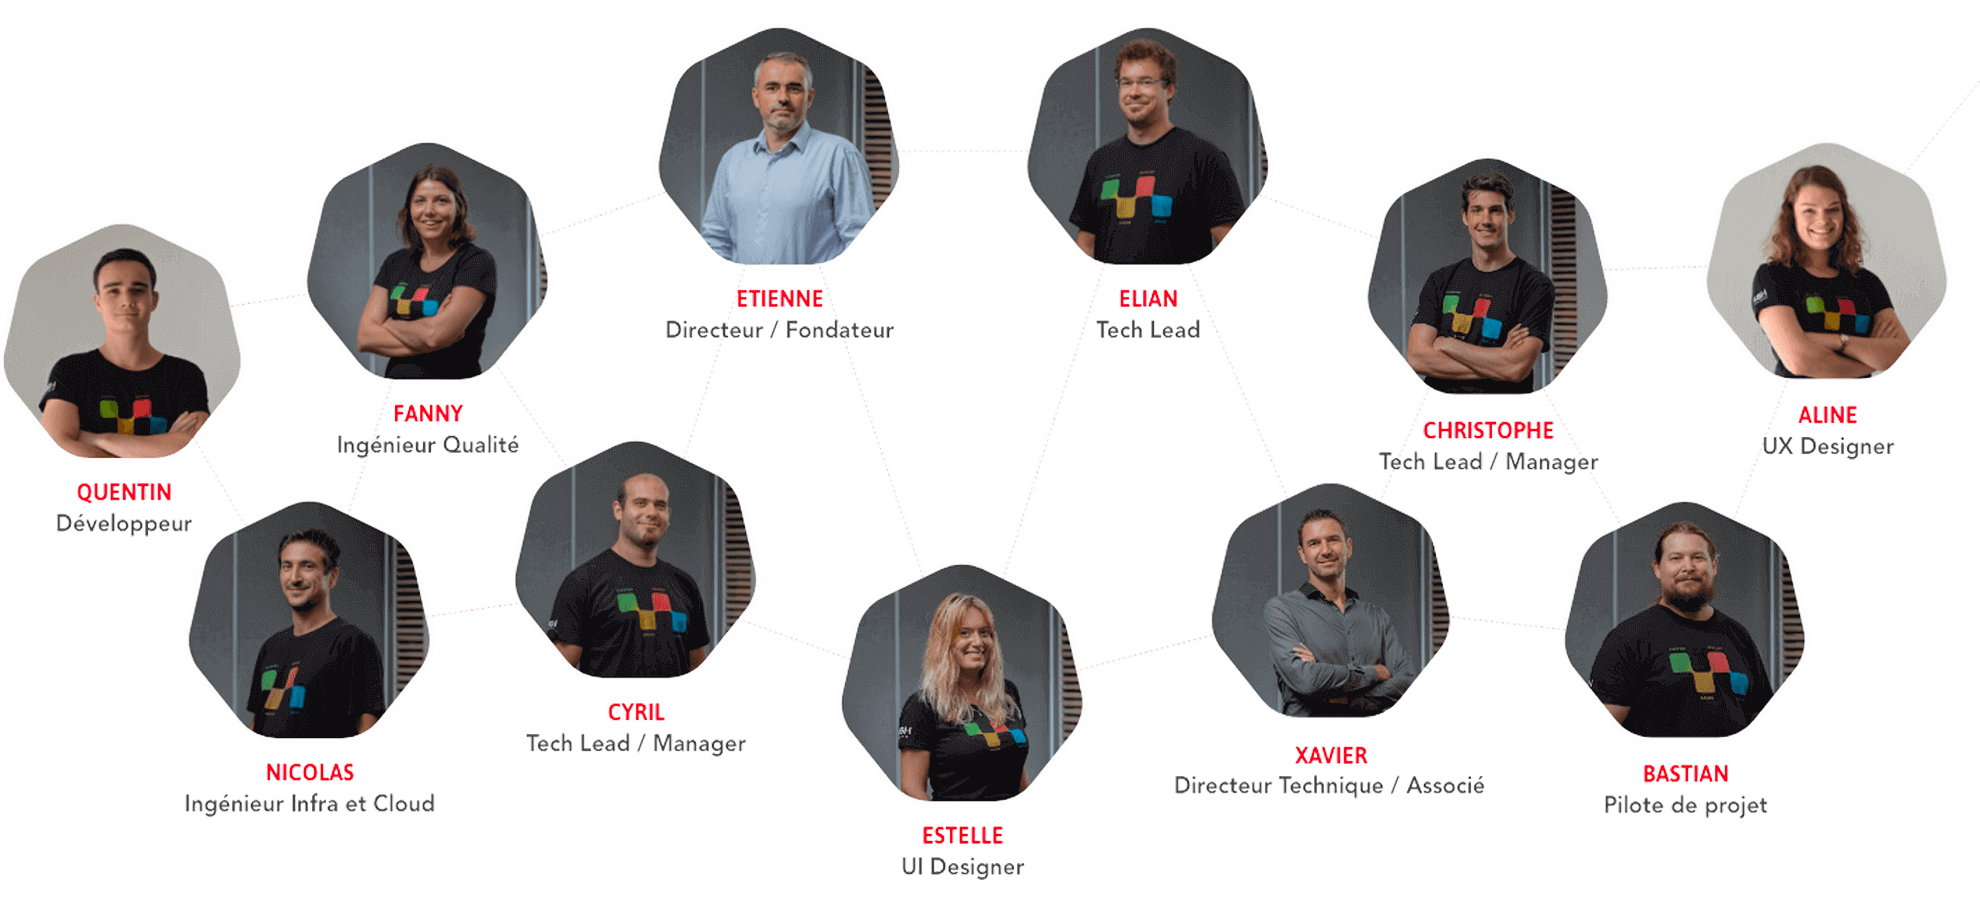 ETIENNE
Directeur / Fondateur
ELIAN
Tech Lead
FANNY
Ingénieur Qualité
CHRISTOPHE
Tech Lead / Manager
ALINE
UX Designer
QUENTIN
Développeur
CYRIL
Tech Lead / Manager
NICOLAS
Ingénieur Infra et Cloud
XAVIER
Directeur Technique / Associé
BASTIAN
Pilote de projet
ESTELLE
UI Designer